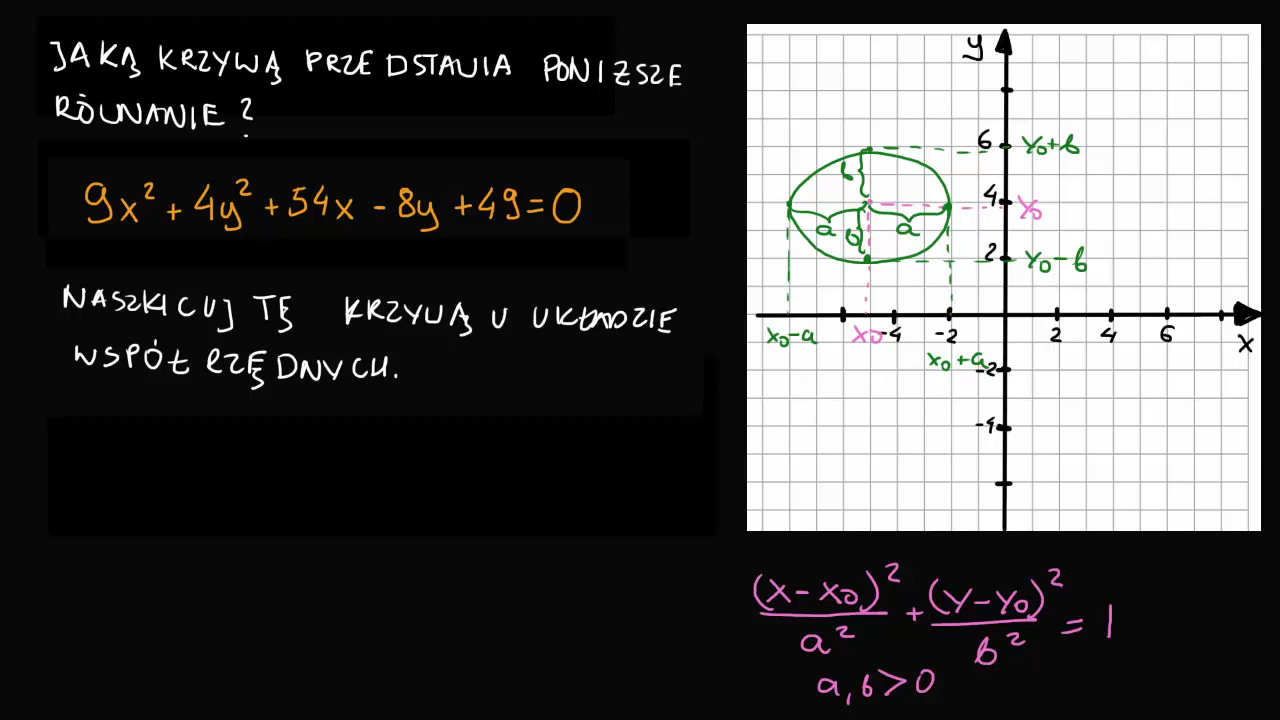 JAKĄ KRZYWĄ PRZEDSTAWIA PONIŻSZE
RÓWNANIE?
9x² + 4y² + 54x - 8y + 49 = 0
NASZKICUJ TĘ KRZYWĄ W UKŁADZIE
WSPÓŁRZĘDNYCH.
y
6 y₀+b
b
4 y₀
a b a
2 y₀-b
x₀-a x₀ -4 -2 2 4 6 x
x₀+a -2
-4
(x-x₀)²/a² + (y-y₀)²/b² = 1
a, b > 0